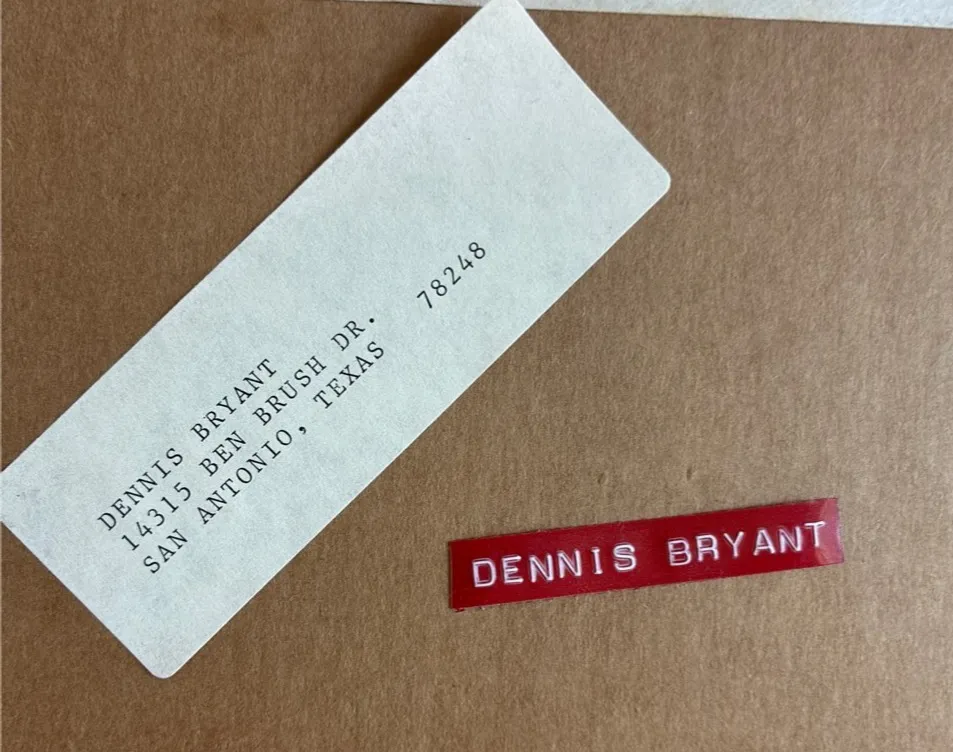 DENNIS BRYANT
14315 BEN BRUSH DR.
SAN ANTONIO, TEXAS 78248
DENNIS BRYANT